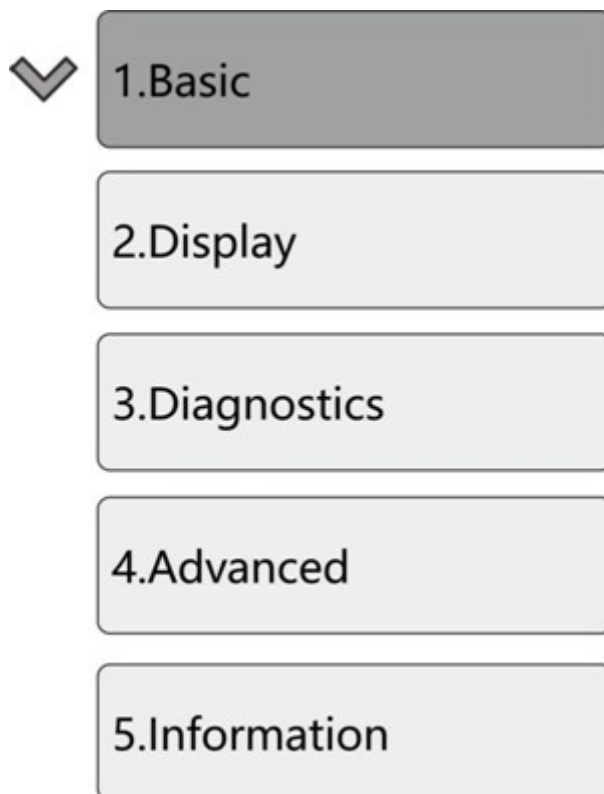 1.Basic
2.Display
3.Diagnostics
4.Advanced
5.Information